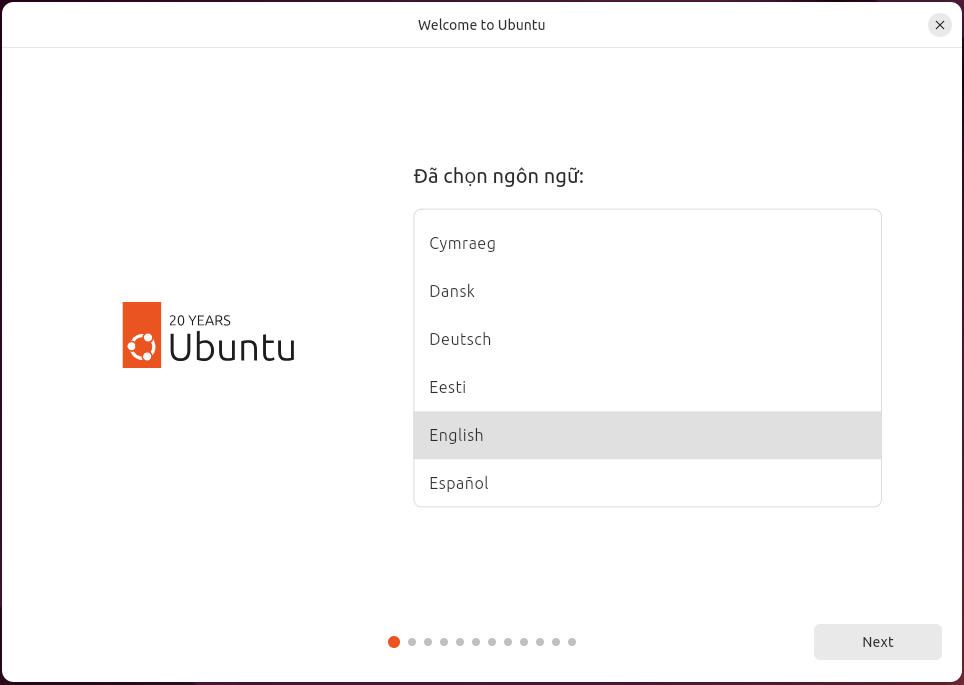 Welcome to Ubuntu
Đã chọn ngôn ngữ:
Cymraeg
Dansk
Deutsch
Eesti
English
Español
20 YEARS
Ubuntu
Next